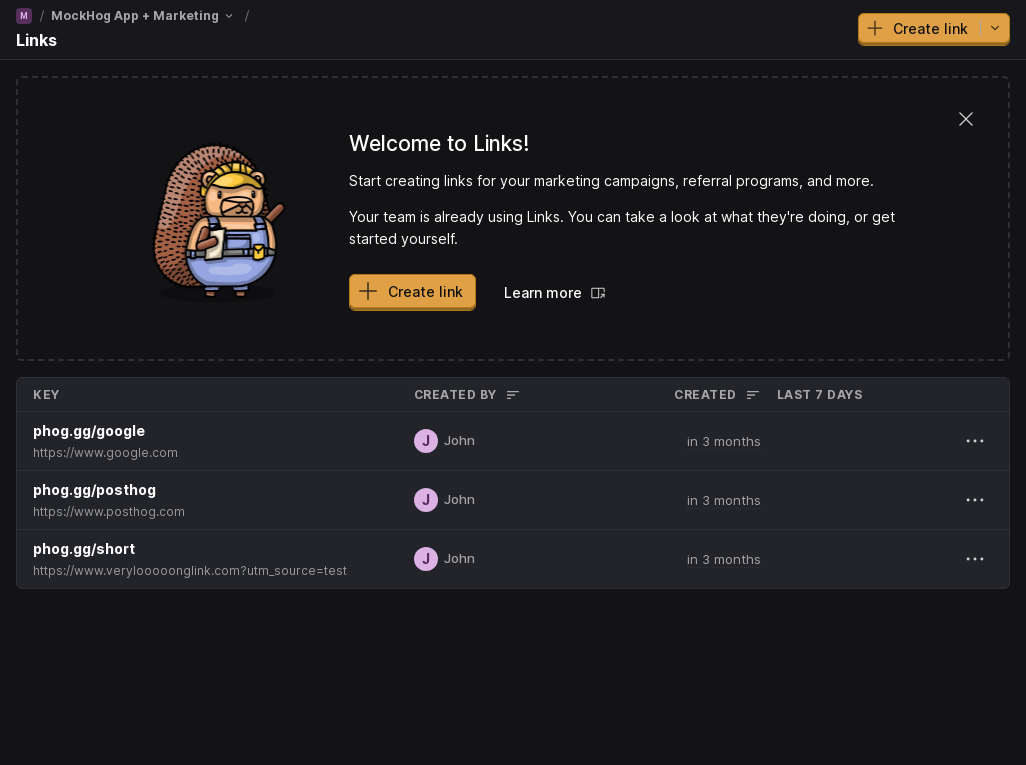 M / MockHog App + Marketing /
Links
Create link
Welcome to Links!
Start creating links for your marketing campaigns, referral programs, and more.
Your team is already using Links. You can take a look at what they're doing, or get
started yourself.
Create link Learn more
KEY CREATED BY CREATED LAST 7 DAYS
phog.gg/google
https://www.google.com
J John in 3 months
phog.gg/posthog
https://www.posthog.com
J John in 3 months
phog.gg/short
https://www.verylooooonglink.com?utm_source=test
J John in 3 months